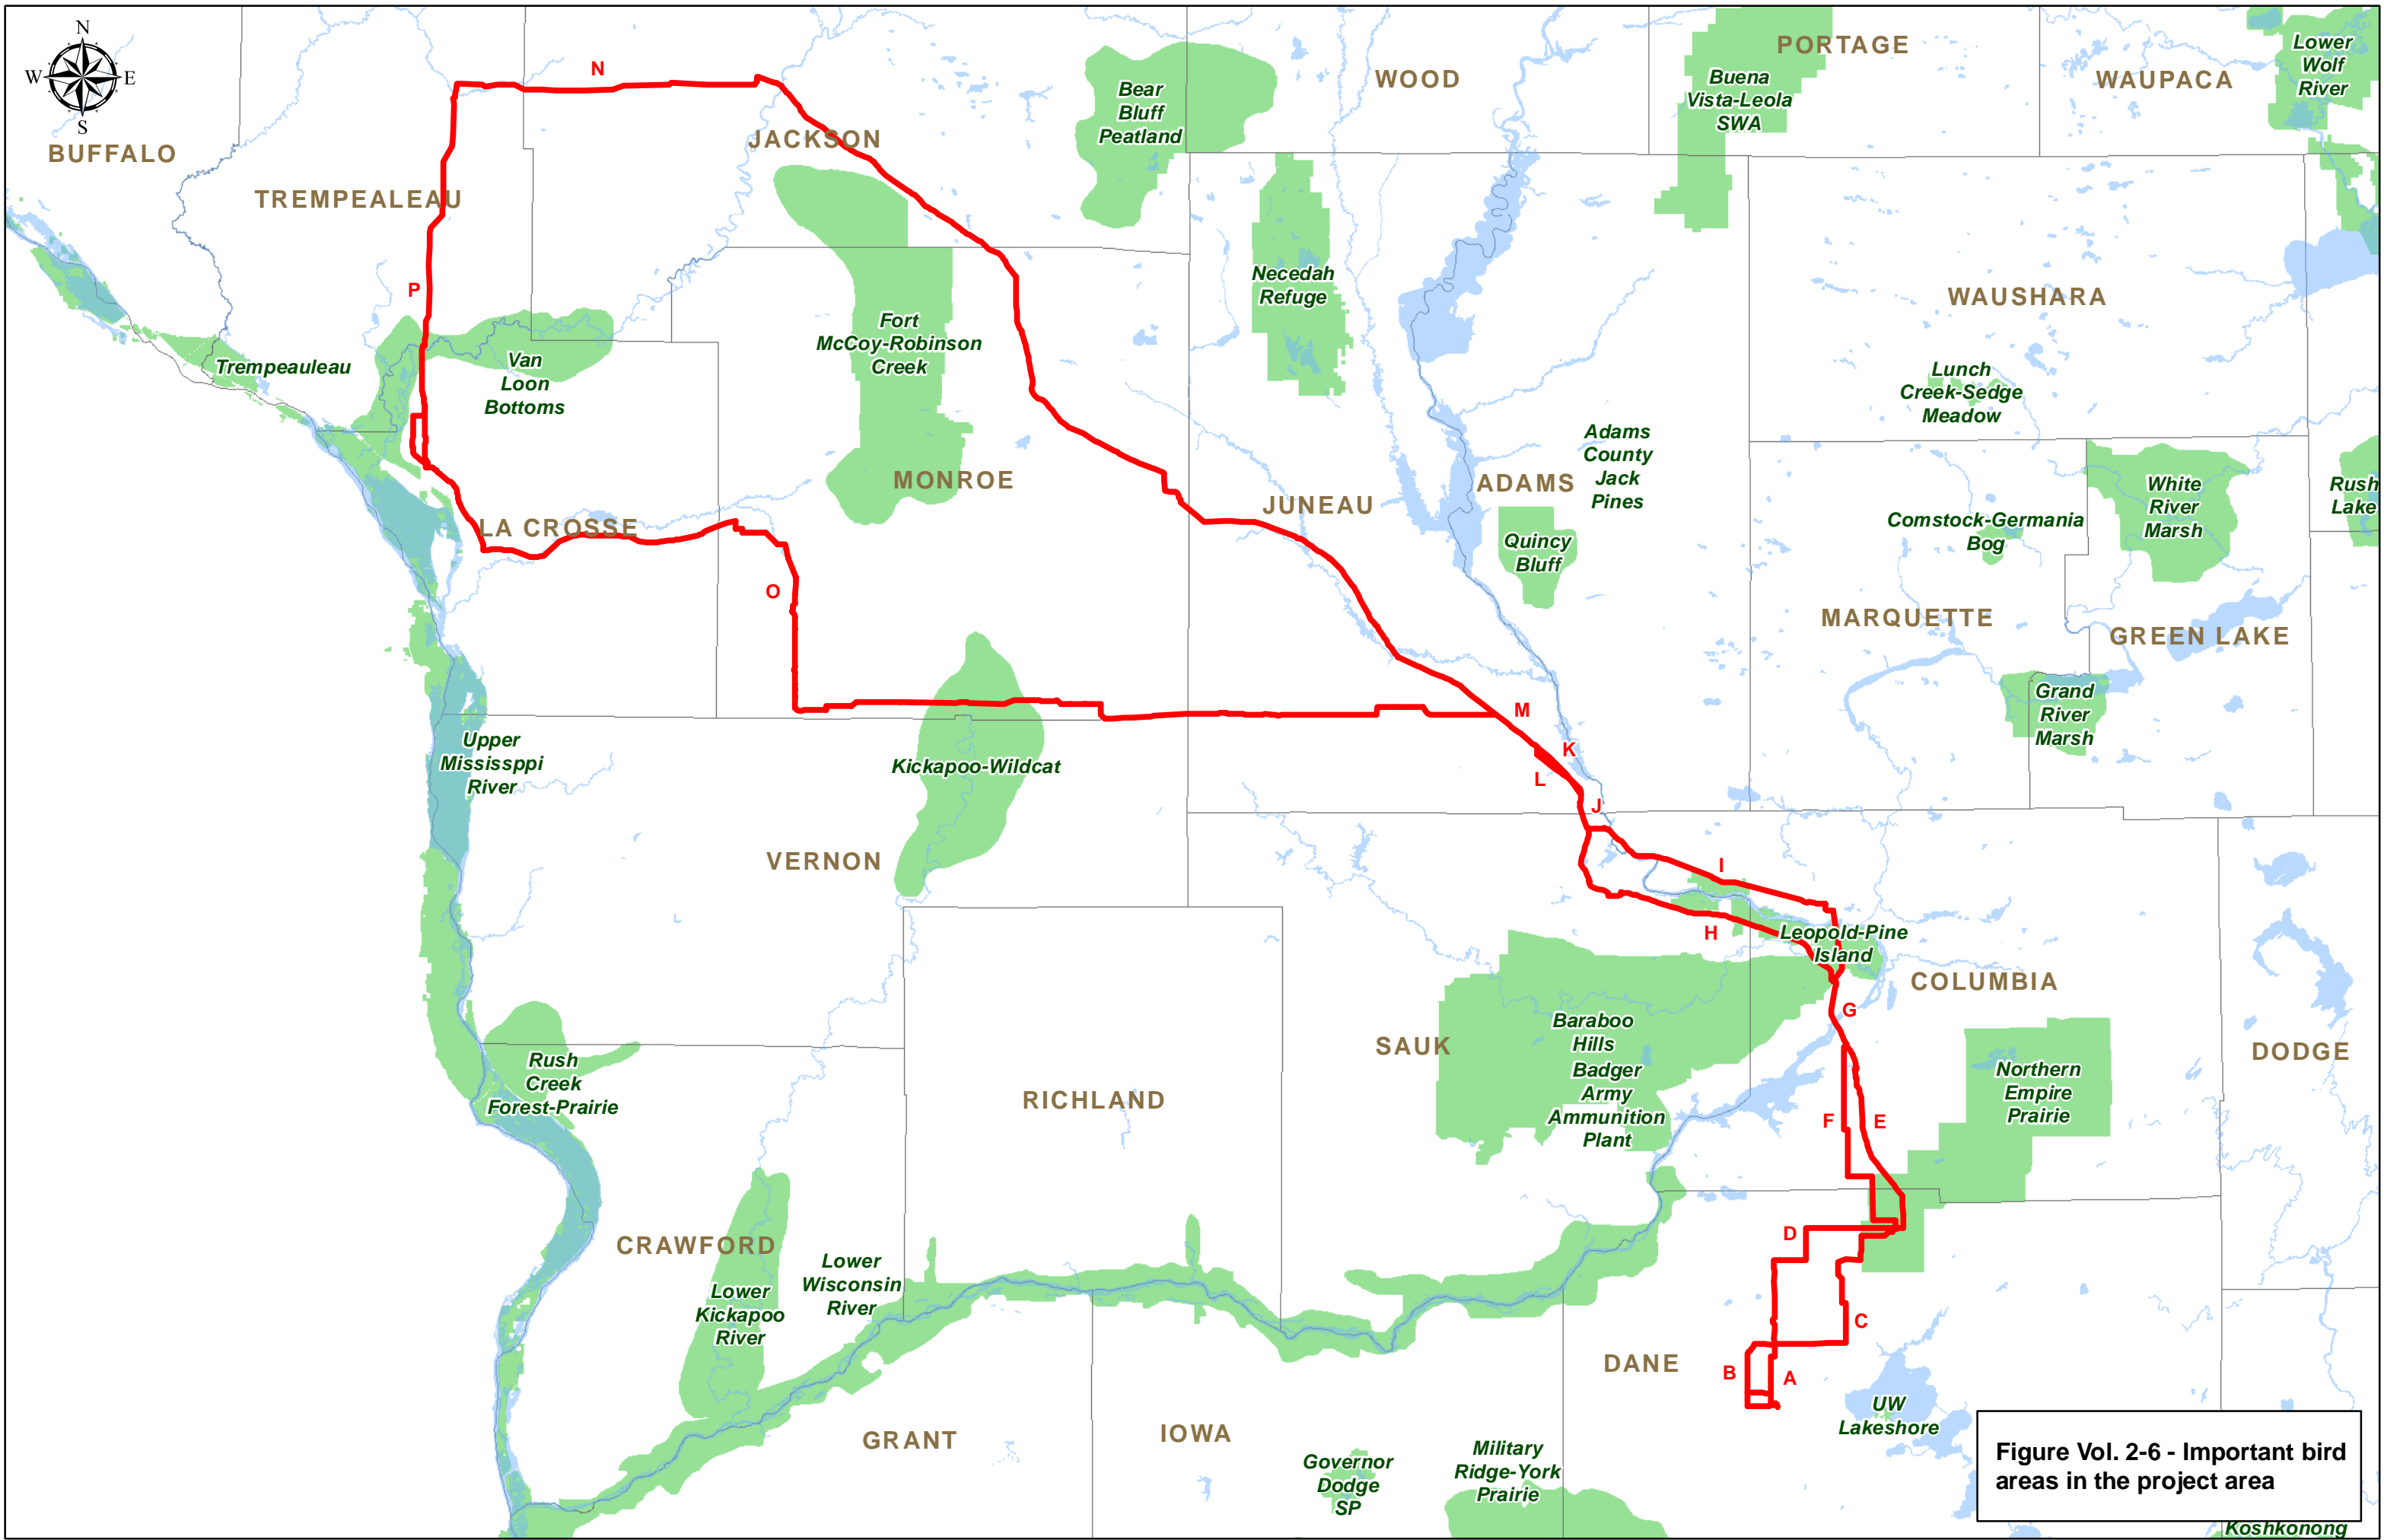 N
W
E
S
BUFFALO
TREMPEALEAU
N
JACKSON
Bear
Bluff
Peatland
WOOD
PORTAGE
Buena
Vista-Leola
SWA
WAUPACA
Lower
Wolf
River
P
Trempeauleau
Van
Loon
Bottoms
Fort
McCoy-Robinson
Creek
Necedah
Refuge
WAUSHARA
Lunch
Creek-Sedge
Meadow
MONROE
JUNEAU
ADAMS
Adams
County
Jack
Pines
Quincy
Bluff
Comstock-Germania
Bog
White
River
Marsh
Rush
Lake
LA CROSSE
O
MARQUETTE
GREEN LAKE
Grand
River
Marsh
M
K
L
J
Upper
Mississppi
River
Kickapoo-Wildcat
VERNON
I
H
Leopold-Pine
Island
COLUMBIA
G
SAUK
Baraboo
Hills
Badger
Army
Ammunition
Plant
Northern
Empire
Prairie
DODGE
Rush
Creek
Forest-Prairie
RICHLAND
F
E
D
CRAWFORD
Lower
Kickapoo
River
Lower
Wisconsin
River
C
DANE
B
A
UW
Lakeshore
GRANT
IOWA
Governor
Dodge
SP
Military
Ridge-York
Prairie
Figure Vol. 2-6 - Important bird
areas in the project area
Koshkonong